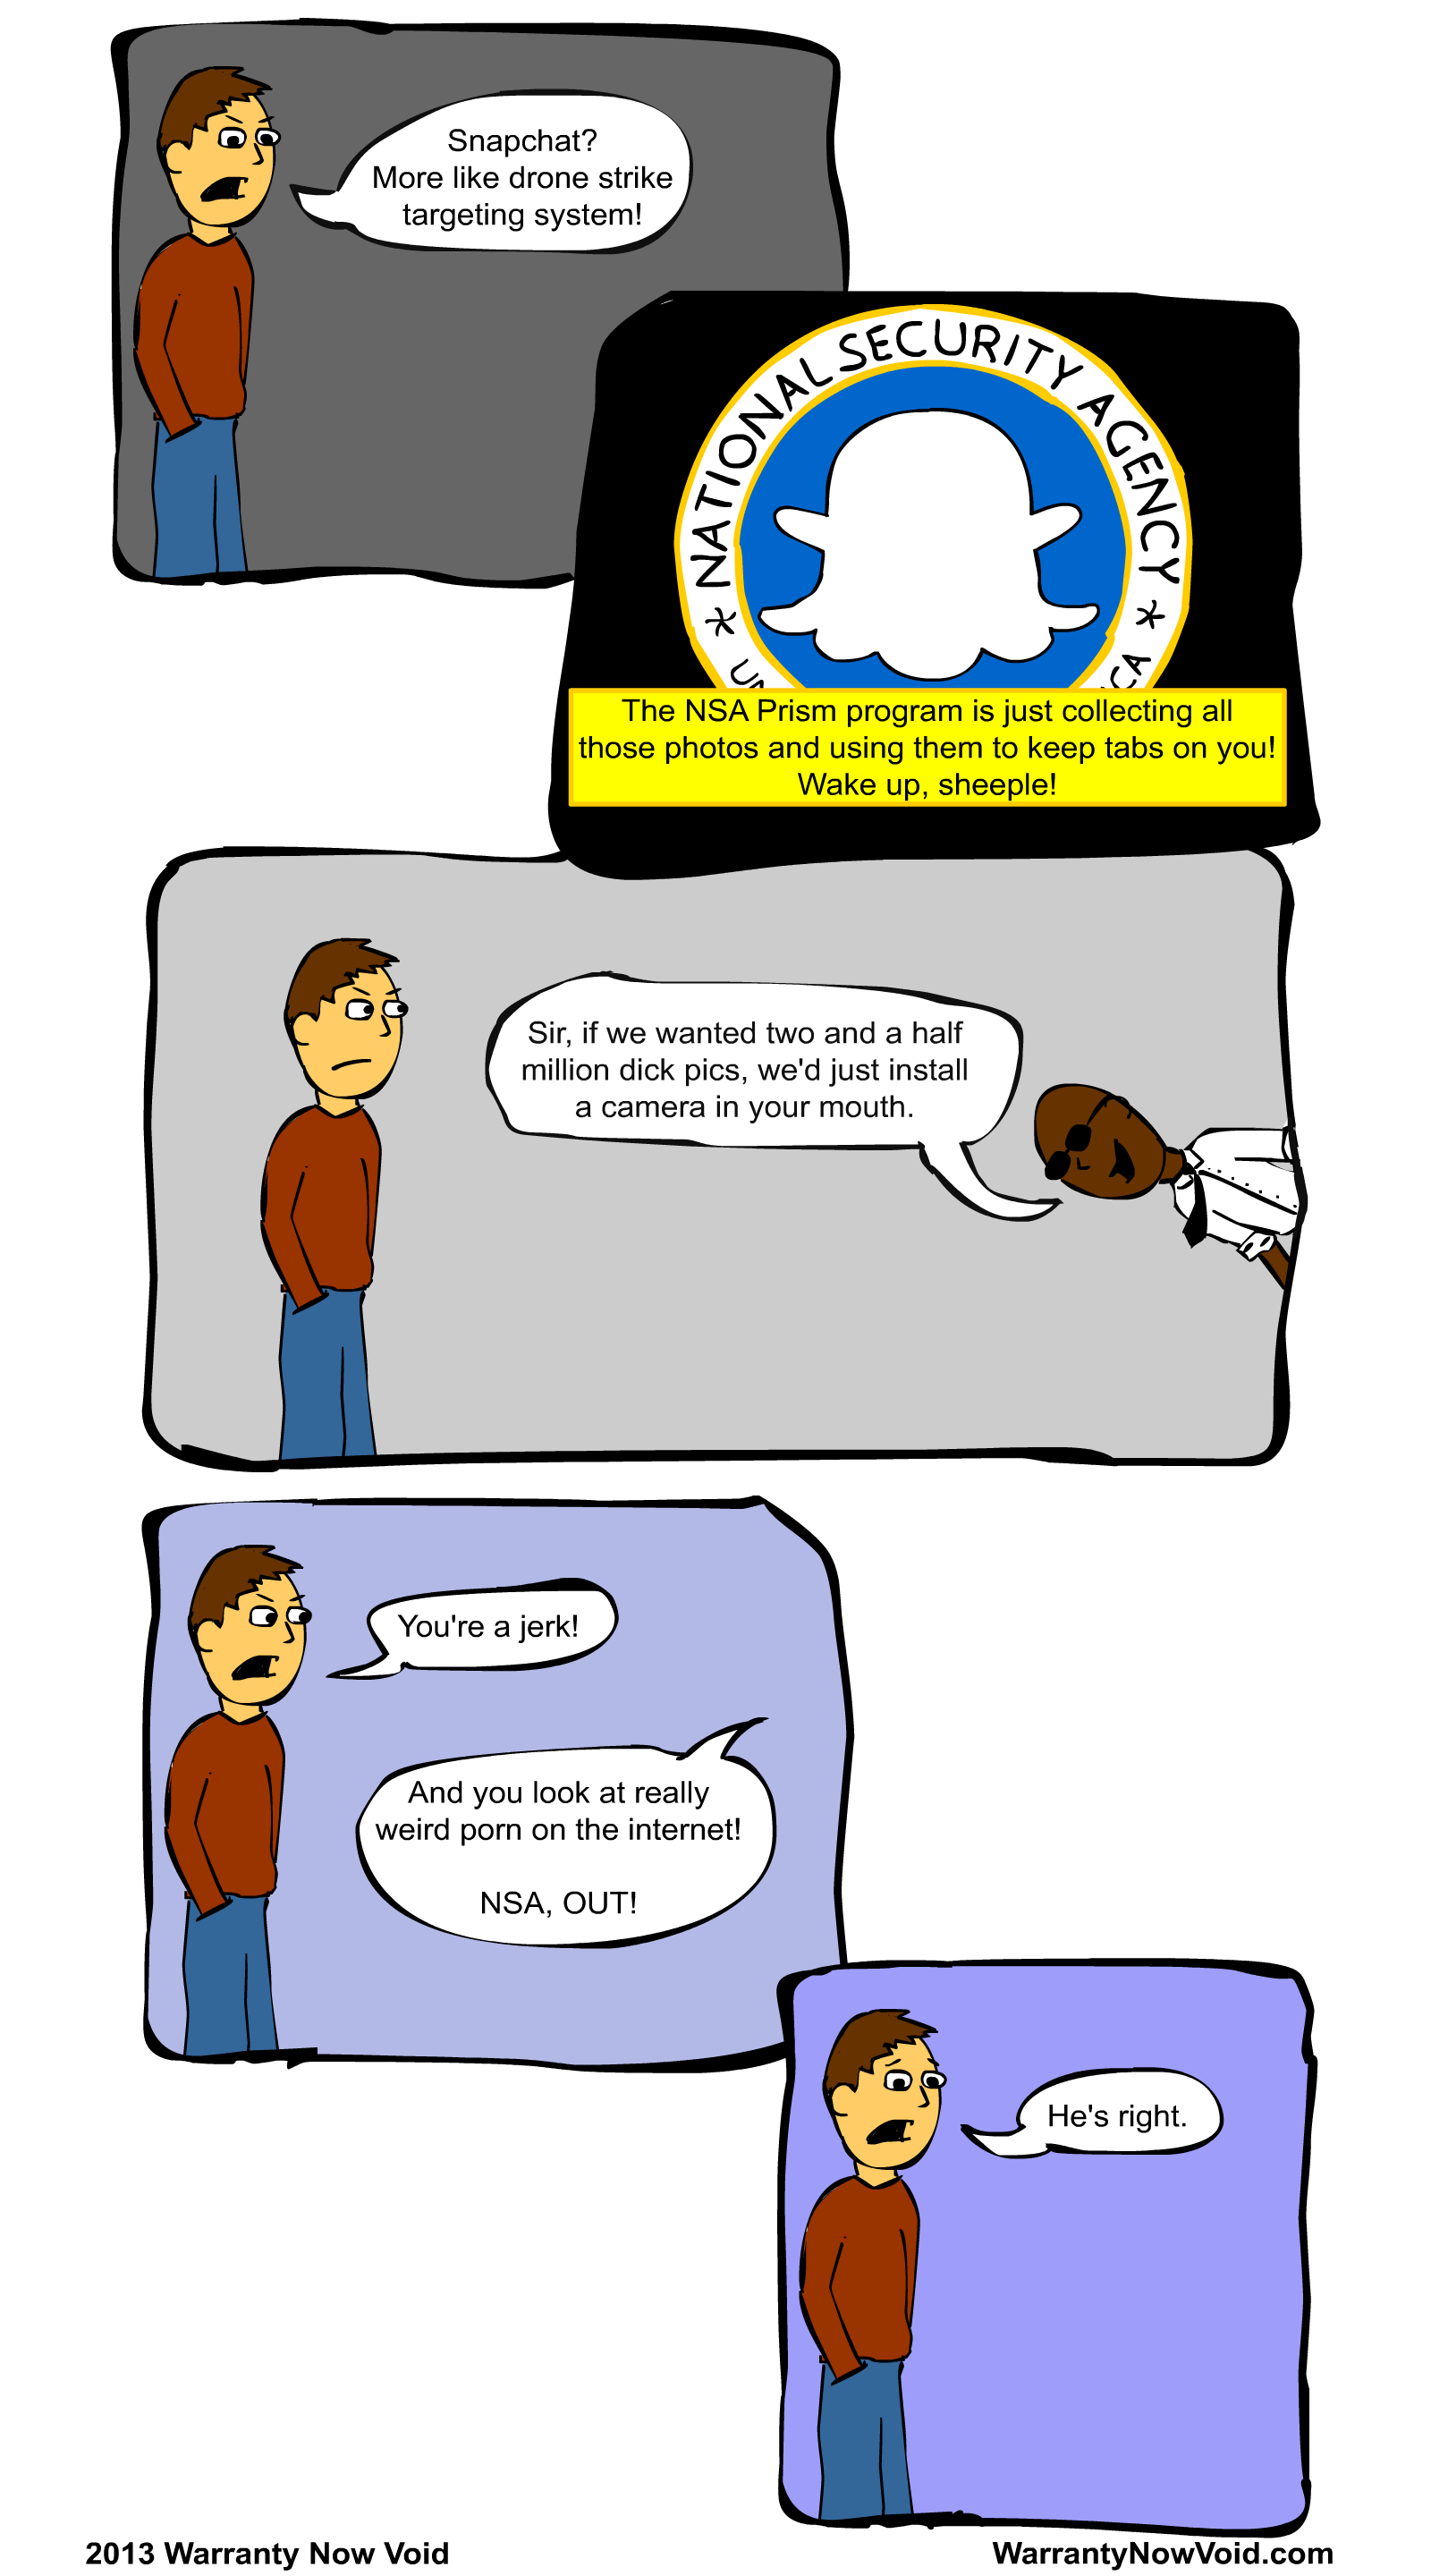 Snapchat?
More like drone strike
targeting system!
* NATIONAL SECURITY AGENCY *
The NSA Prism program is just collecting all
those photos and using them to keep tabs on you!
Wake up, sheeple!
Sir, if we wanted two and a half
million dick pics, we'd just install
a camera in your mouth.
You're a jerk!
And you look at really
weird porn on the internet!
NSA, OUT!
He's right.
2013 Warranty Now Void
WarrantyNowVoid.com